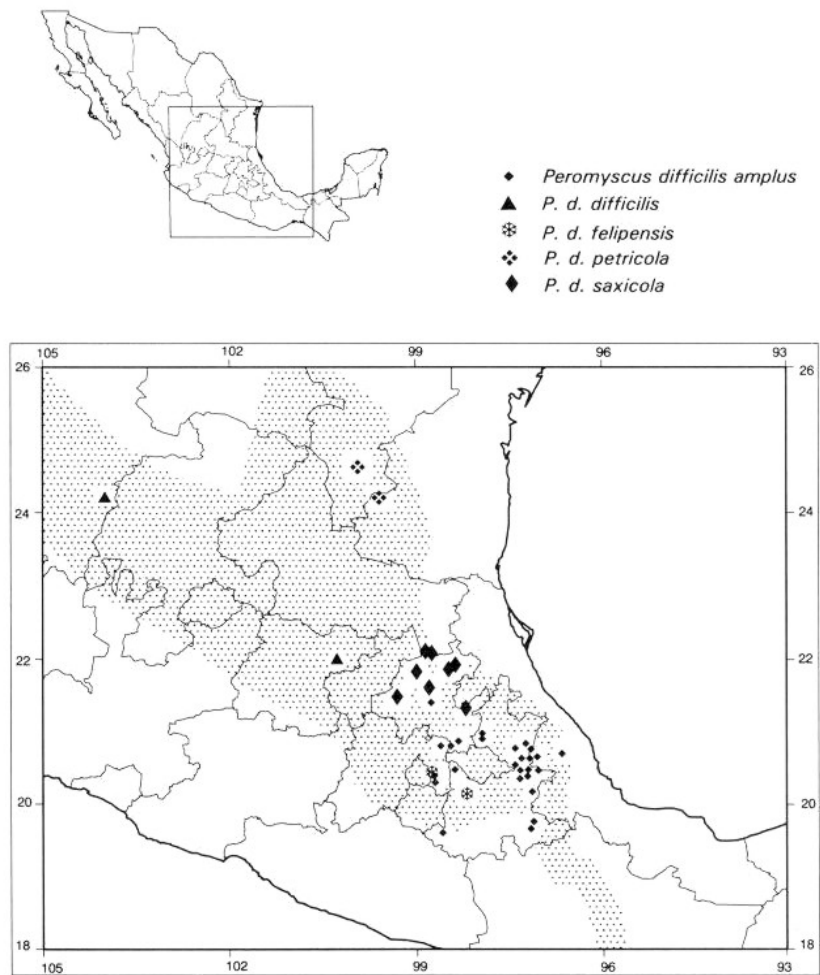 Peromyscus difficilis amplus
P. d. difficilis
P. d. felipensis
P. d. petricola
P. d. saxicola
105 102 99 96 93
26 26
24 24
22 22
20 20
18 18
105 102 99 96 93